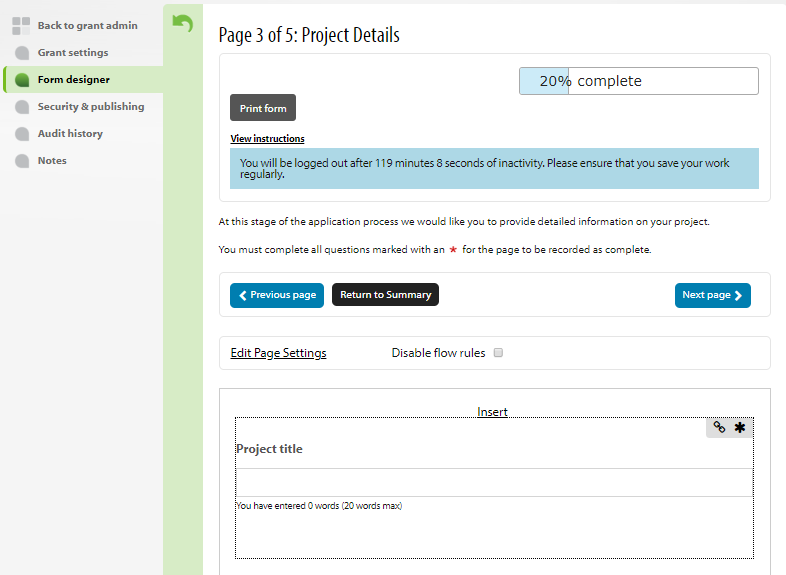 Back to grant admin
Grant settings
Form designer
Security & publishing
Audit history
Notes
Page 3 of 5: Project Details
20% complete
Print form
View instructions
You will be logged out after 119 minutes 8 seconds of inactivity. Please ensure that you save your work
regularly.
At this stage of the application process we would like you to provide detailed information on your project.
You must complete all questions marked with an * for the page to be recorded as complete.
Previous page
Return to Summary
Next page
Edit Page Settings
Disable flow rules
Insert
Project title
You have entered 0 words (20 words max)